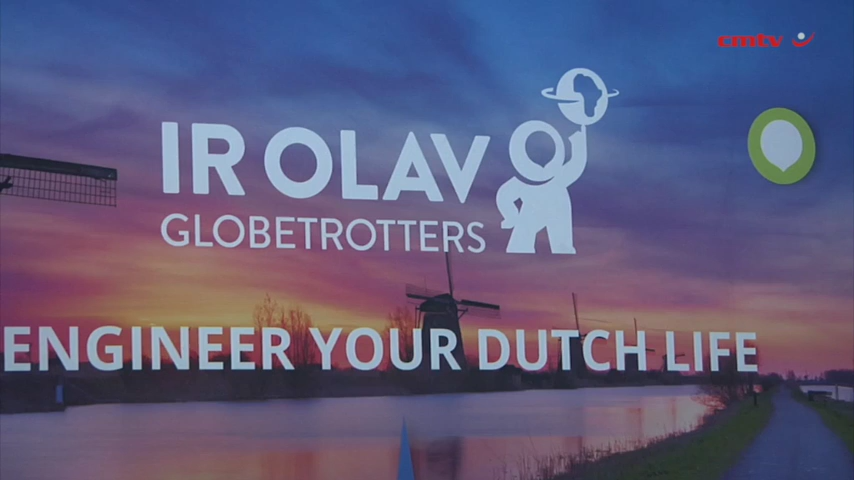 cmtv
IR OLAV
GLOBETROTTERS
ENGINEER YOUR DUTCH LIFE